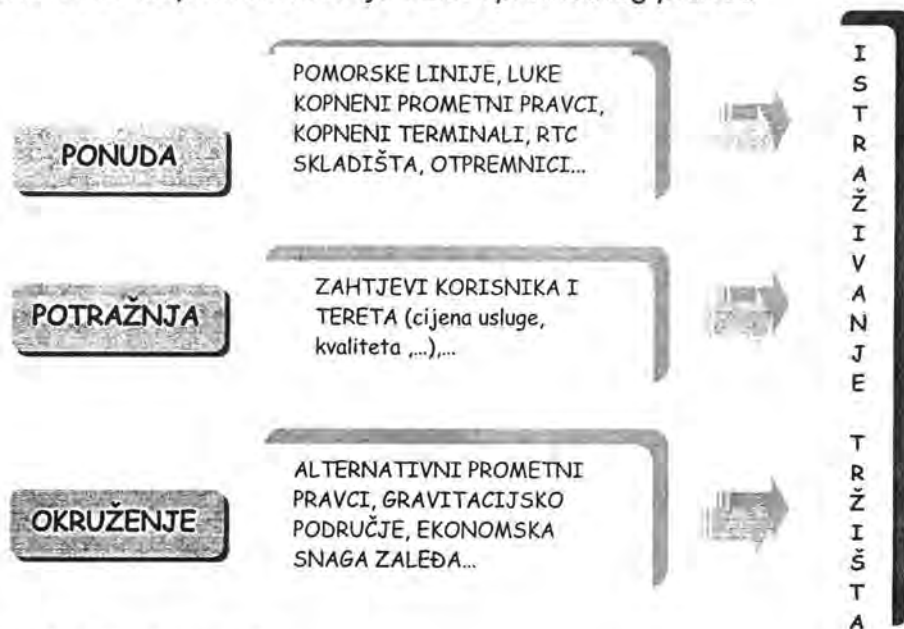 PONUDA
POMORSKE LINIJE, LUKE
KOPNENI PROMETNI PRAVCI,
KOPNENI TERMINALI, RTC
SKLADIŠTA, OTPREMNICI...
POTRAŽNJA
ZAHTJEVI KORISNIKA I
TERETA (cijena usluge,
kvaliteta ,...),...
OKRUŽENJE
ALTERNATIVNI PROMETNI
PRAVCI, GRAVITACIJSKO
PODRUČJE, EKONOMSKA
SNAGA ZALEĐA...
ISTRAŽIVANJE TRŽIŠTA